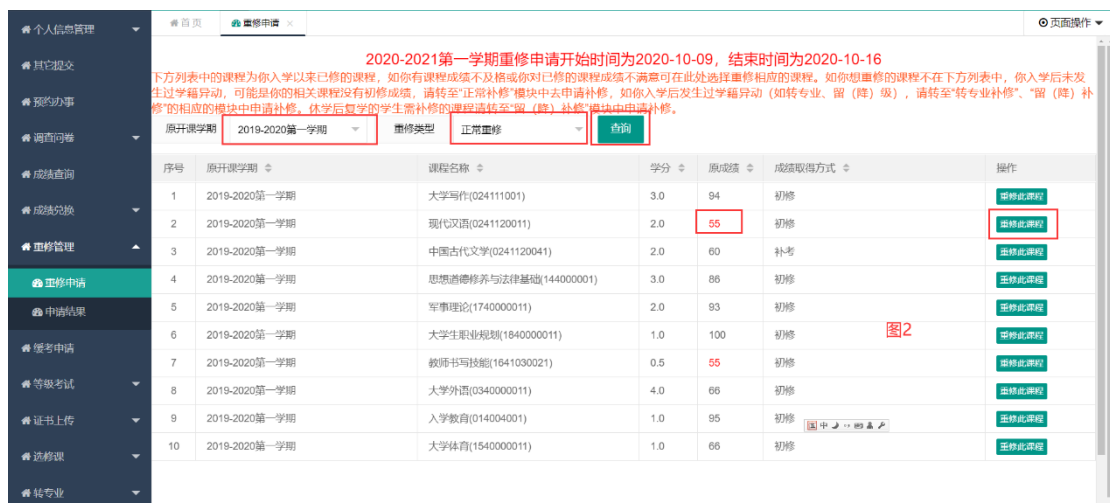 个人信息管理
其它提交
预约办事
调查问卷
成绩查询
成绩兑换
重修管理
重修申请
申请结果
缓考申请
等级考试
证书上传
选修课
转专业
首页 重修申请 × 页面操作
2020-2021第一学期重修申请开始时间为2020-10-09，结束时间为2020-10-16
下方列表中的课程为你入学以来已修的课程，如你有课程成绩不及格或你对已修的课程成绩不满意可在此处选择重修相应的课程。如你想重修的课程不在下方列表中，你入学后未发
生过学籍异动，可能是你的相关课程没有初修成绩，请转至“正常补修”模块中去申请补修，如你入学后发生过学籍异动（如转专业、留（降）级），请转至“转专业补修”、“留（降）补
修”的相应的模块中申请补修。休学后复学的学生需补修的课程请转至“留（降）补修”模块中申请补修。
原开课学期 2019-2020第一学期 重修类型 正常重修 查询
序号 原开课学期 课程名称 学分 原成绩 成绩取得方式 操作
1 2019-2020第一学期 大学写作(024111001) 3.0 94 初修 重修此课程
2 2019-2020第一学期 现代汉语(0241120011) 2.0 55 初修 重修此课程
3 2019-2020第一学期 中国古代文学(0241120041) 2.0 60 补考 重修此课程
4 2019-2020第一学期 思想道德修养与法律基础(144000001) 3.0 86 初修 重修此课程
5 2019-2020第一学期 军事理论(1740000011) 2.0 93 初修 重修此课程
6 2019-2020第一学期 大学生职业规划(1840000011) 1.0 100 初修 重修此课程
图2
7 2019-2020第一学期 教师书写技能(1641030021) 0.5 55 初修 重修此课程
8 2019-2020第一学期 大学外语(0340000011) 4.0 66 初修 重修此课程
9 2019-2020第一学期 入学教育(014004001) 1.0 95 初修 重修此课程
中
10 2019-2020第一学期 大学体育(1540000011) 1.0 66 初修 重修此课程